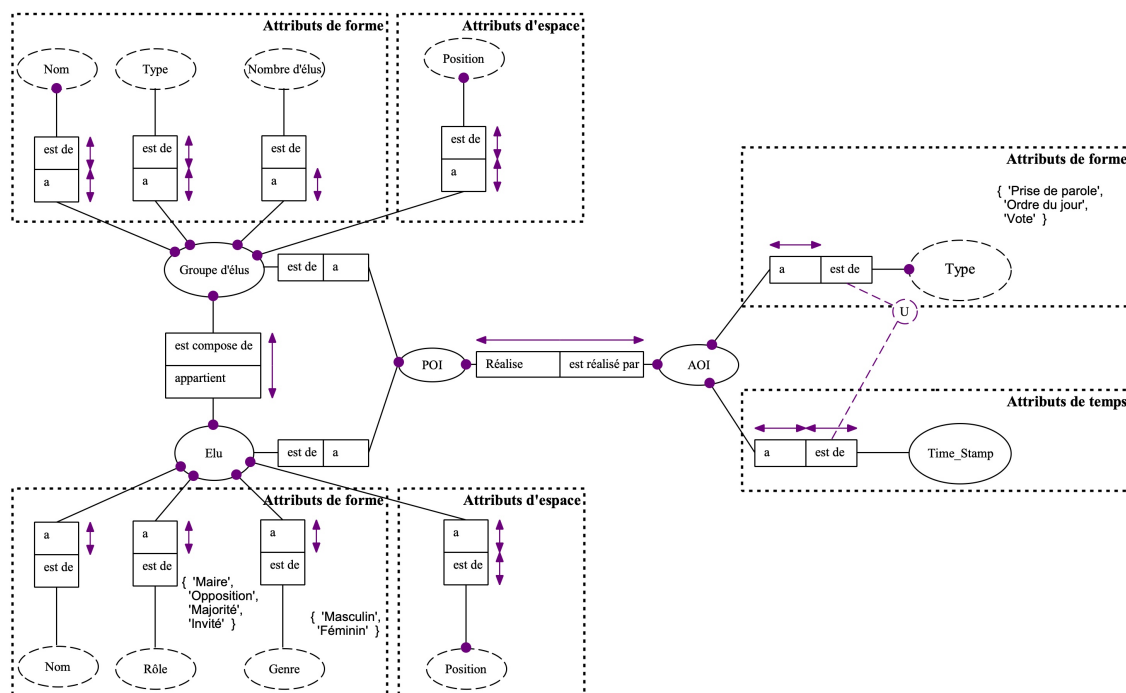 Attributs de forme
Attributs d'espace
Nom
Type
Nombre d'élus
Position
est de
est de
est de
est de
a
a
a
a
Attributs de forme
{ 'Prise de parole',
'Ordre du jour',
'Vote' }
Groupe d'élus
est de
a
a
est de
Type
U
est compose de
appartient
POI
Réalise
est réalisé par
AOI
Attributs de temps
Elu
est de
a
a
est de
Time_Stamp
Attributs de forme
Attributs d'espace
a
a
a
a
est de
est de
est de
est de
{ 'Maire',
'Opposition',
'Majorité',
'Invité' }
{ 'Masculin',
'Féminin' }
Nom
Rôle
Genre
Position